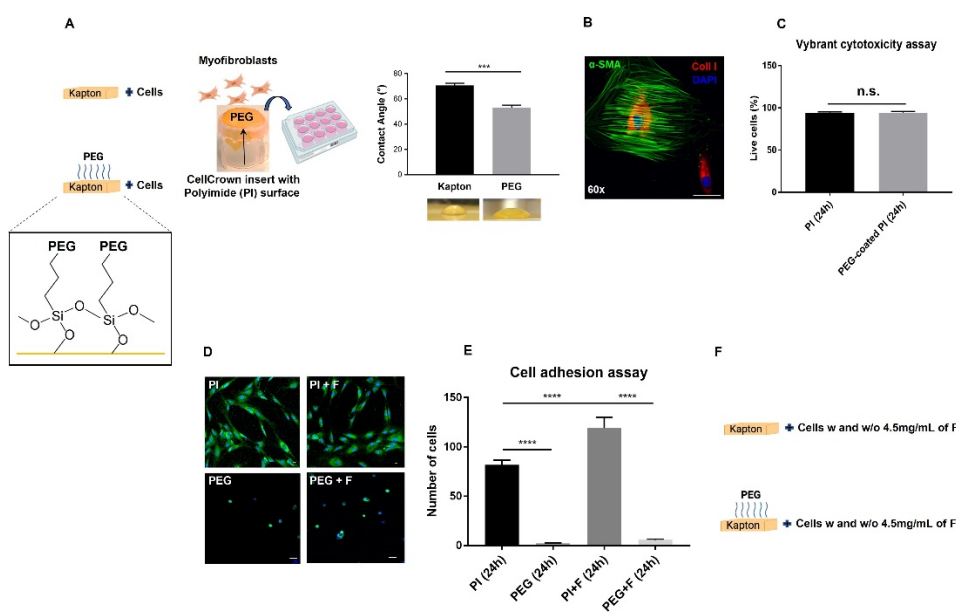 A
Myofibroblasts
Kapton + Cells
PEG
PEG
Kapton + Cells
CellCrown insert with
Polyimide (PI) surface
PEG PEG
O
Si Si
O O
O O
***
Contact Angle (°)
80
60
40
20
0
Kapton PEG
B
α-SMA
Coll I
DAPI
60x
C
Vybrant cytotoxicity assay
n.s.
Live cells (%)
150
100
50
0
PI (24h)
PEG-coated PI (24h)
D
PI
PI + F
PEG
PEG + F
E
Cell adhesion assay
**** ****
****
Number of cells
150
100
50
0
PI (24h)
PEG (24h)
PI+F (24h)
PEG+F (24h)
F
Kapton + Cells w and w/o 4.5mg/mL of F
PEG
Kapton + Cells w and w/o 4.5mg/mL of F